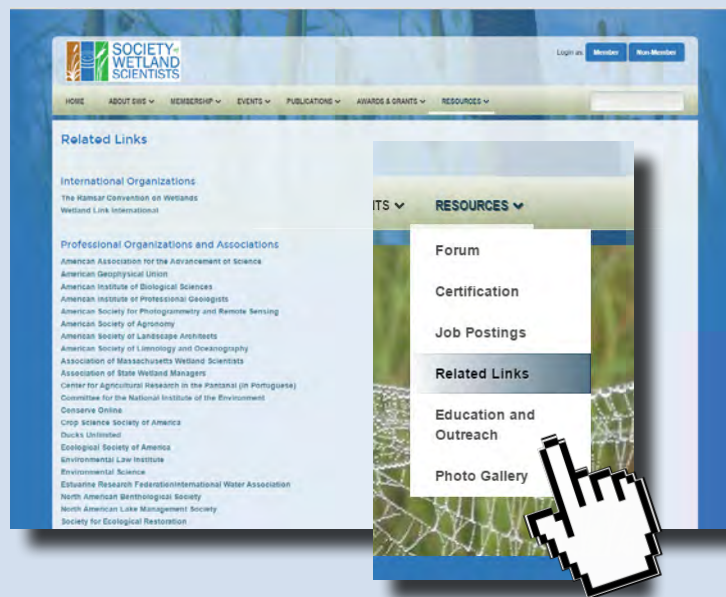 SOCIETY OF
WETLAND
SCIENTISTS
Login as: Member Non-Member
HOME ABOUT SWS MEMBERSHIP EVENTS PUBLICATIONS AWARDS & GRANTS RESOURCES
Related Links
International Organizations
The Ramsar Convention on Wetlands
Wetland Link International
Professional Organizations and Associations
American Association for the Advancement of Science
American Geophysical Union
American Institute of Biological Sciences
American Institute of Professional Geologists
American Society for Photogrammetry and Remote Sensing
American Society of Agronomy
American Society of Landscape Architects
American Society of Limnology and Oceanography
Association of Massachusetts Wetland Scientists
Association of State Wetland Managers
Center for Agricultural Research in the Pantanal (in Portuguese)
Committee for the National Institute of the Environment
Conserve Online
Crop Science Society of America
Ducks Unlimited
Ecological Society of America
Environmental Law Institute
Environmental Science
Estuarine Research FederationInternational Water Association
North American Benthological Society
North American Lake Management Society
Society for Ecological Restoration
NTS RESOURCES
Forum
Certification
Job Postings
Related Links
Education and
Outreach
Photo Gallery